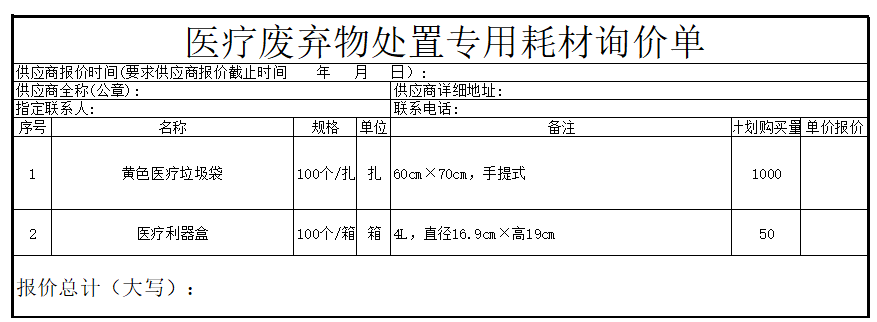 医疗废弃物处置专用耗材询价单
供应商报价时间(要求供应商报价截止时间 年 月 日)：
供应商全称(公章)： 供应商详细地址：
指定联系人： 联系电话：
序号 名称 规格 单位 备注 计划购买量 单价报价
1 黄色医疗垃圾袋 100个/扎 扎 60cm×70cm，手提式 1000
2 医疗利器盒 100个/箱 箱 4L，直径16.9cm×高19cm 50
报价总计（大写）：